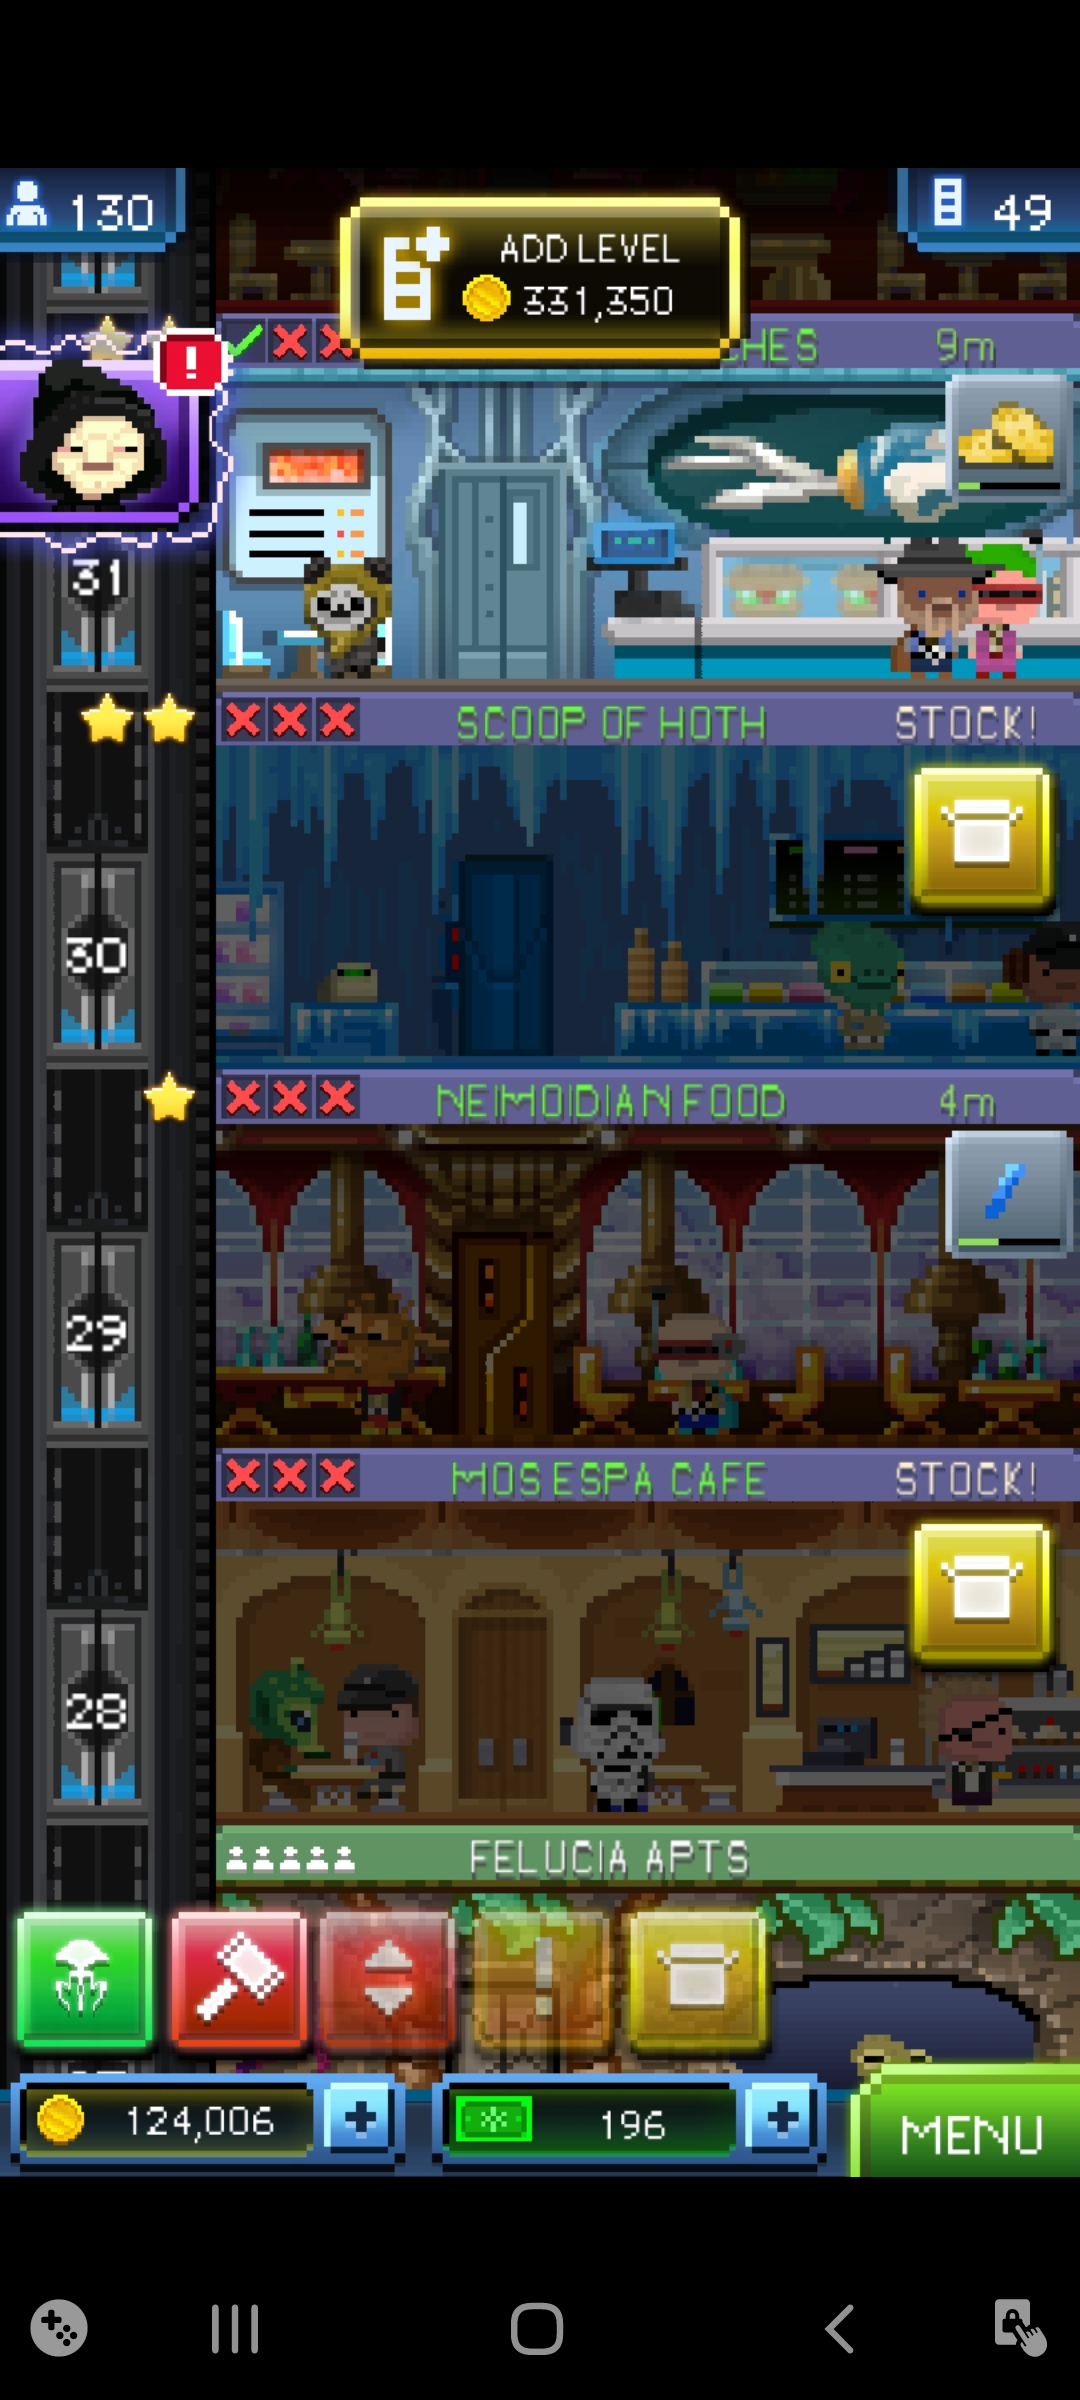 130
49
ADD LEVEL
331,350
CHES 9m
31
SCOOP OF HOTH STOCK!
30
NEIMOIDIAN FOOD 4m
29
MOS ESPA CAFE STOCK!
28
FELUCIA APTS
124,006
196
MENU